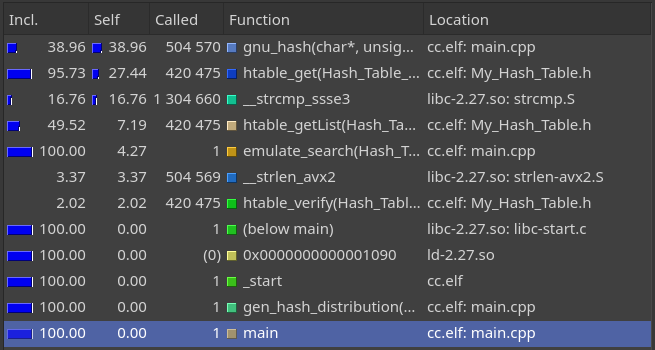 Incl. Self Called Function Location
38.96 38.96 504 570 gnu_hash(char*, unsig... cc.elf: main.cpp
95.73 27.44 420 475 htable_get(Hash_Table_... cc.elf: My_Hash_Table.h
16.76 16.76 1 304 660 __strcmp_ssse3 libc-2.27.so: strcmp.S
49.52 7.19 420 475 htable_getList(Hash_Ta... cc.elf: My_Hash_Table.h
100.00 4.27 1 emulate_search(Hash_T... cc.elf: main.cpp
3.37 3.37 504 569 __strlen_avx2 libc-2.27.so: strlen-avx2.S
2.02 2.02 420 475 htable_verify(Hash_Tabl... cc.elf: My_Hash_Table.h
100.00 0.00 1 (below main) libc-2.27.so: libc-start.c
100.00 0.00 (0) 0x0000000000001090 ld-2.27.so
100.00 0.00 1 _start cc.elf
100.00 0.00 1 gen_hash_distribution(... cc.elf: main.cpp
100.00 0.00 1 main cc.elf: main.cpp